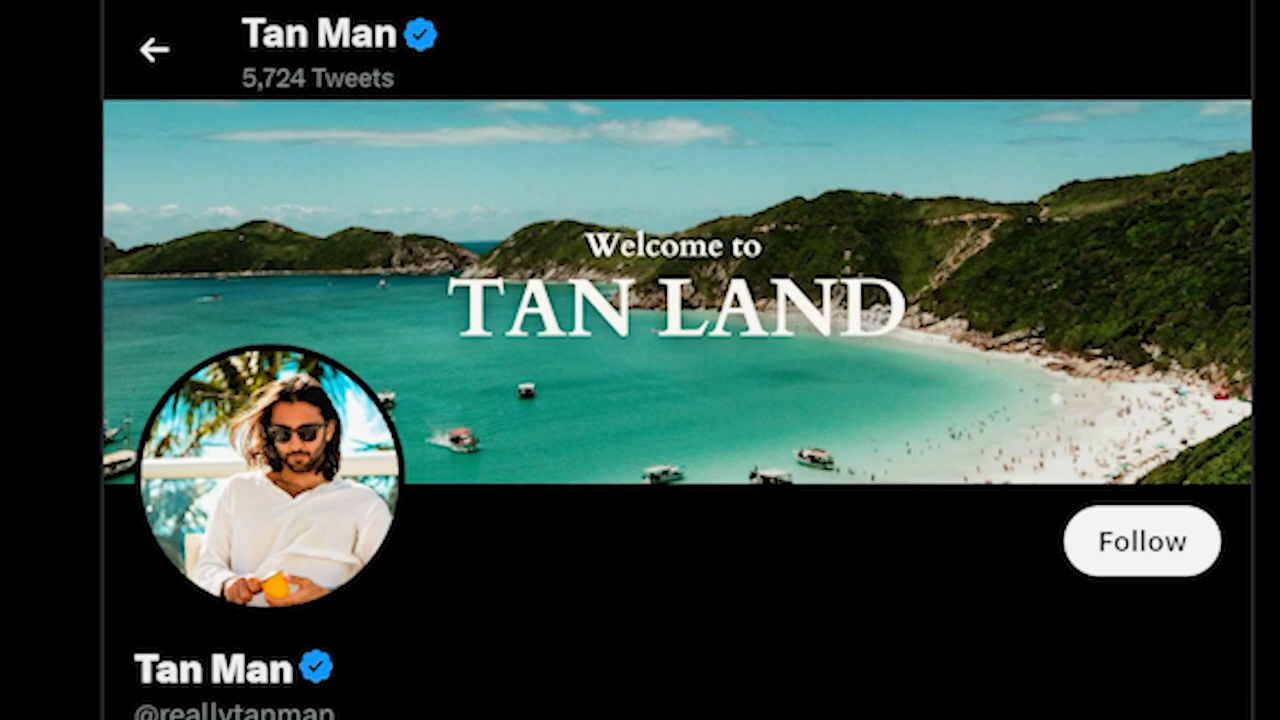 Tan Man
5,724 Tweets
Welcome to
TAN LAND
Follow
Tan Man
@reallytanman